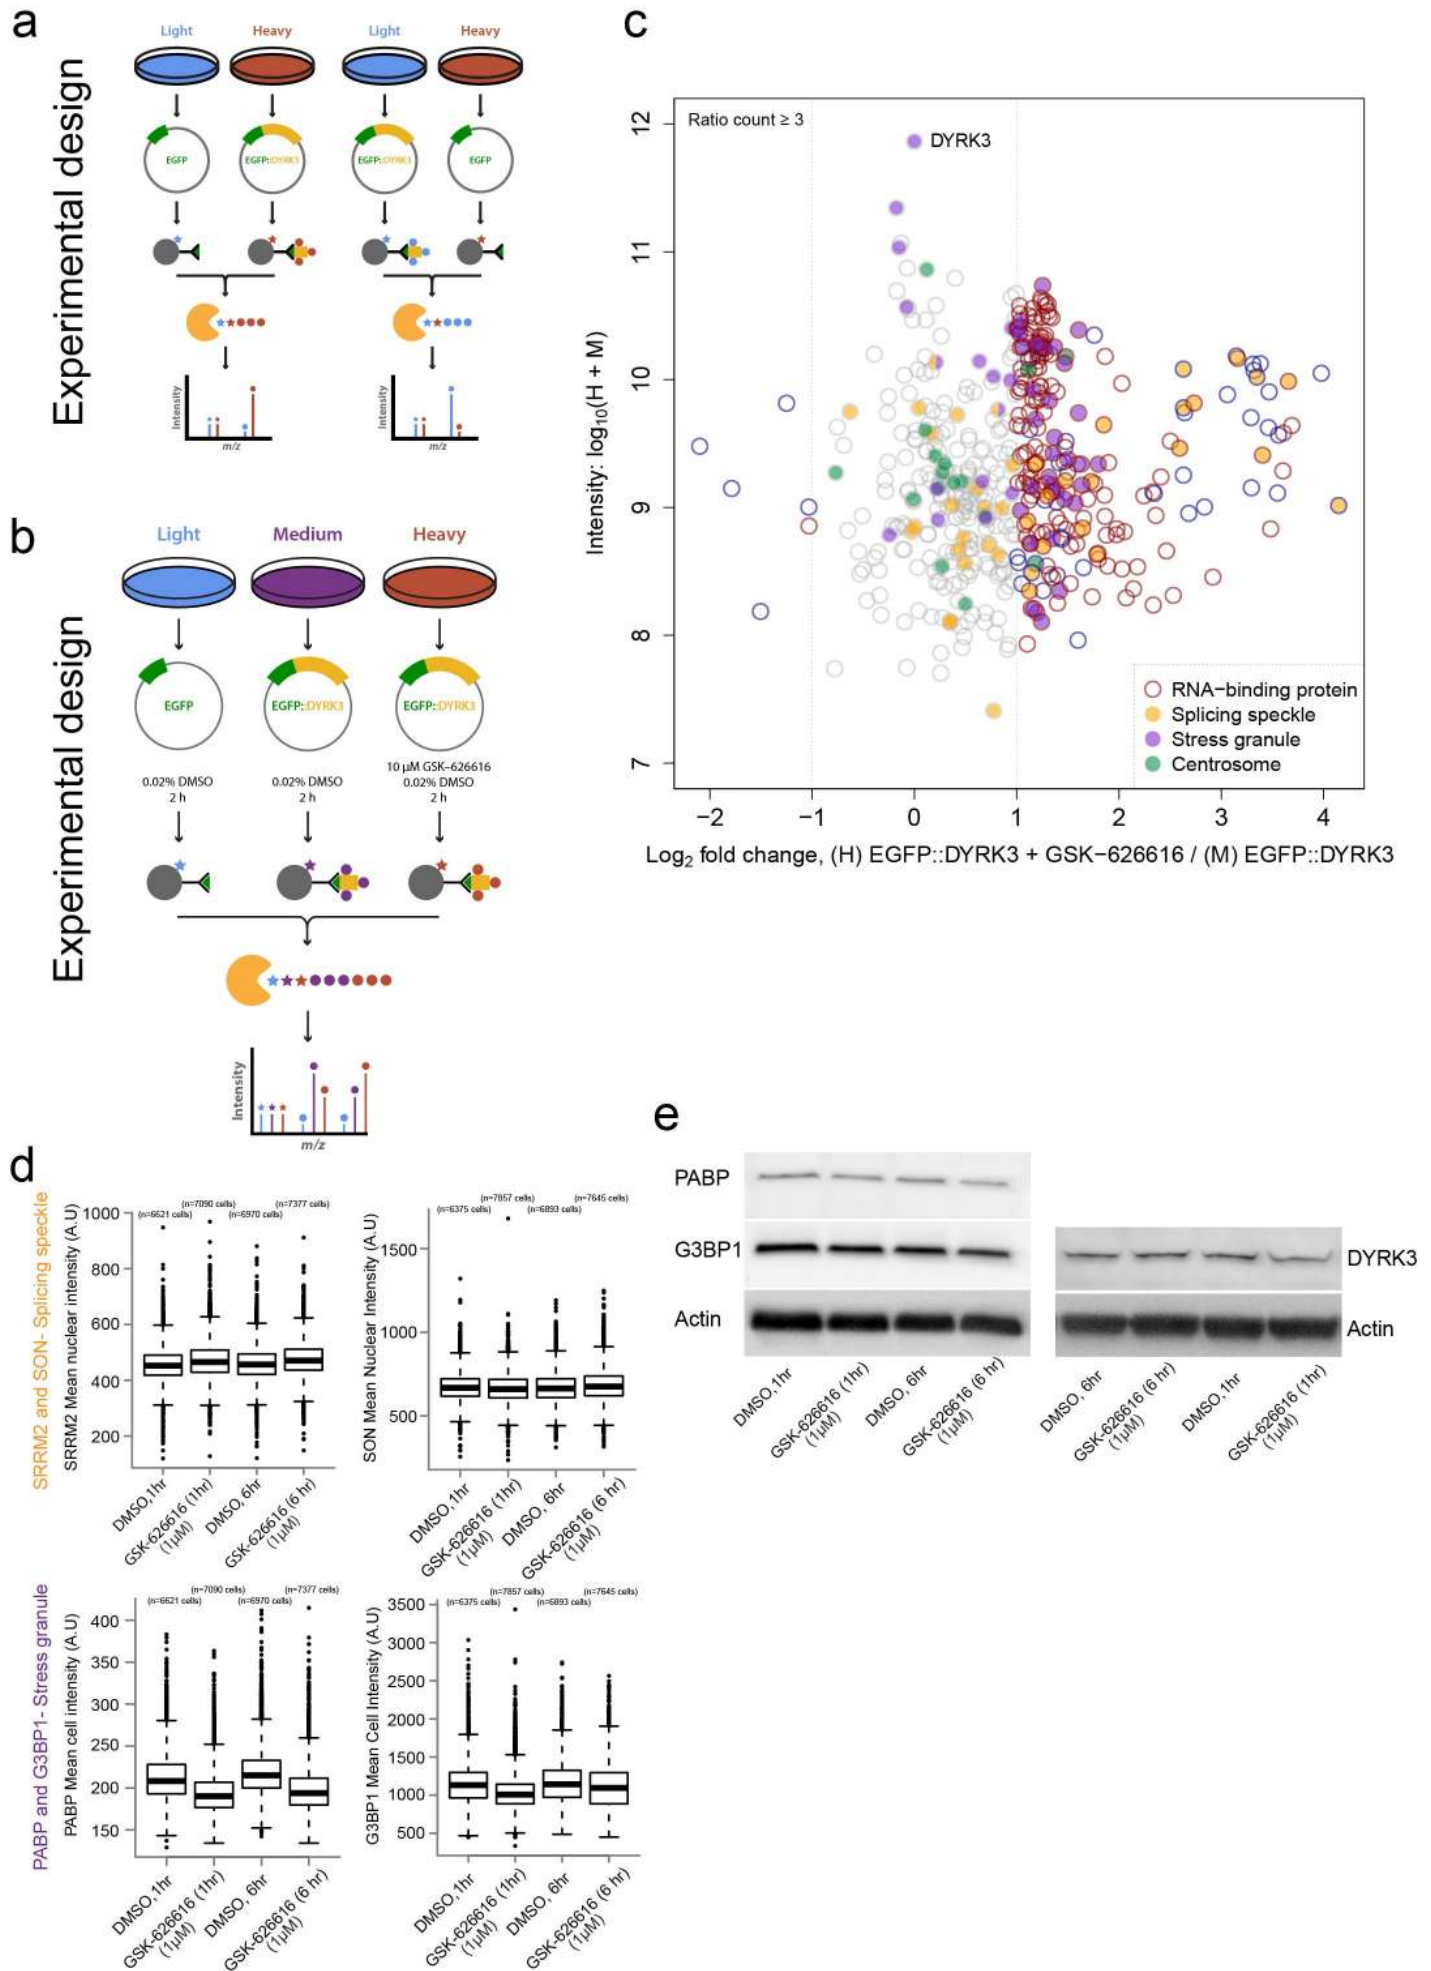 a
Experimental design
Light
Heavy
Light
Heavy
EGFP
EGFP::DYRK3
EGFP::DYRK3
EGFP
Intensity
m/z
Intensity
m/z
b
Experimental design
Light
Medium
Heavy
EGFP
EGFP::DYRK3
EGFP::DYRK3
0.02% DMSO
2 h
0.02% DMSO
2 h
10 µM GSK–626616
0.02% DMSO
2 h
Intensity
m/z
c
Ratio count ≥ 3
DYRK3
Intensity: log10(H + M)
12
11
10
9
8
7
RNA−binding protein
Splicing speckle
Stress granule
Centrosome
−2
−1
0
1
2
3
4
Log2 fold change, (H) EGFP::DYRK3 + GSK−626616 / (M) EGFP::DYRK3
d
SRRM2 and SON- Splicing speckle
SRRM2 Mean nuclear intensity (A.U)
1000
800
600
400
200
(n=6621 cells)
(n=7090 cells)
(n=6970 cells)
(n=7377 cells)
DMSO,1hr
GSK-626616 (1hr)
(1µM)
DMSO, 6hr
GSK-626616 (6 hr)
(1µM)
SON Mean Nuclear Intensity (A.U)
1500
1000
500
(n=6375 cells)
(n=7857 cells)
(n=6893 cells)
(n=7645 cells)
DMSO,1hr
GSK-626616 (1hr)
(1µM)
DMSO, 6hr
GSK-626616 (6 hr)
(1µM)
PABP and G3BP1- Stress granule
PABP Mean cell intensity (A.U)
400
350
300
250
200
150
(n=6621 cells)
(n=7090 cells)
(n=6970 cells)
(n=7377 cells)
DMSO,1hr
GSK-626616 (1hr)
(1µM)
DMSO, 6hr
GSK-626616 (6 hr)
(1µM)
G3BP1 Mean Cell Intensity (A.U)
3500
3000
2500
2000
1500
1000
500
(n=6375 cells)
(n=7857 cells)
(n=6893 cells)
(n=7645 cells)
DMSO,1hr
GSK-626616 (1hr)
(1µM)
DMSO, 6hr
GSK-626616 (6 hr)
(1µM)
e
PABP
G3BP1
Actin
DMSO,1hr
GSK-626616 (1hr)
(1µM)
DMSO, 6hr
GSK-626616 (6 hr)
(1µM)
DYRK3
Actin
DMSO, 6hr
GSK-626616 (6 hr)
(1µM)
DMSO,1hr
GSK-626616 (1hr)
(1µM)